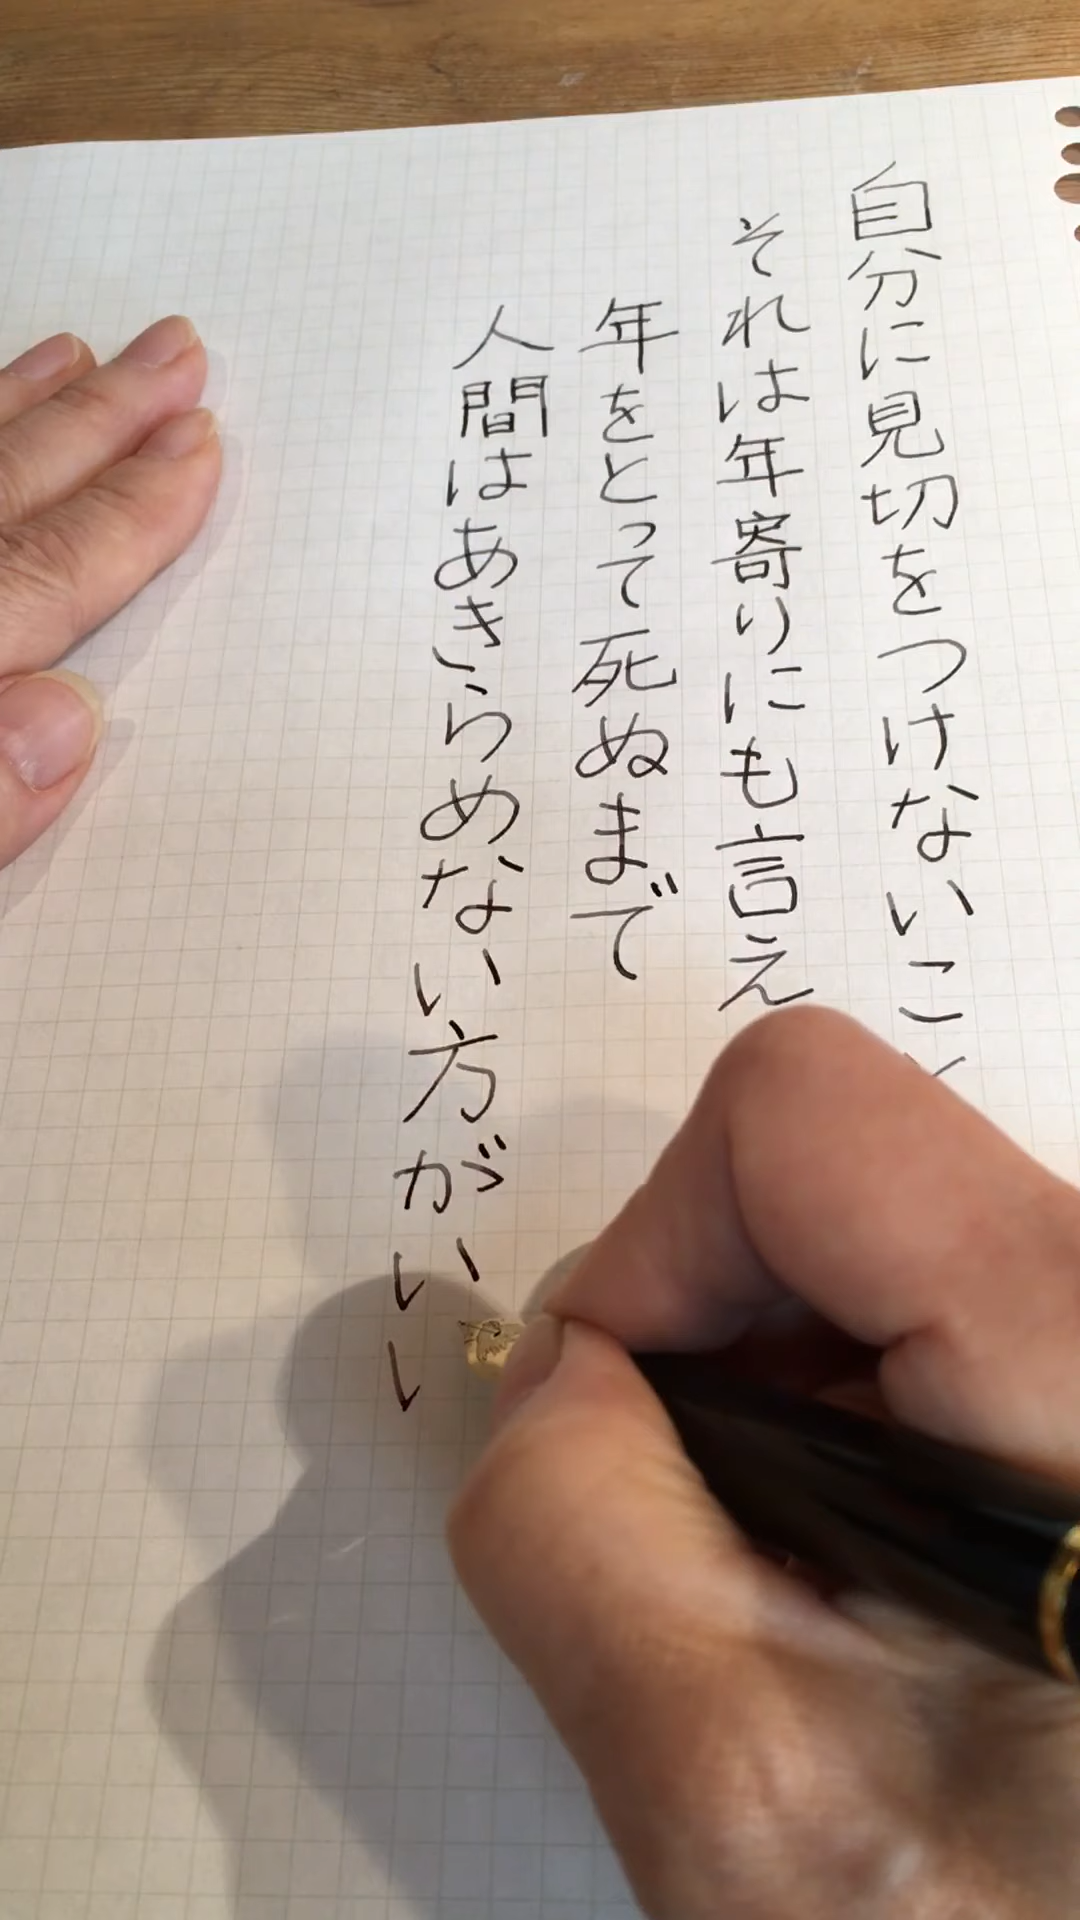 自分に見切をつけないこと
それは年寄りにも言え
年をとって死ぬまで
人間はあきらめない方がいい